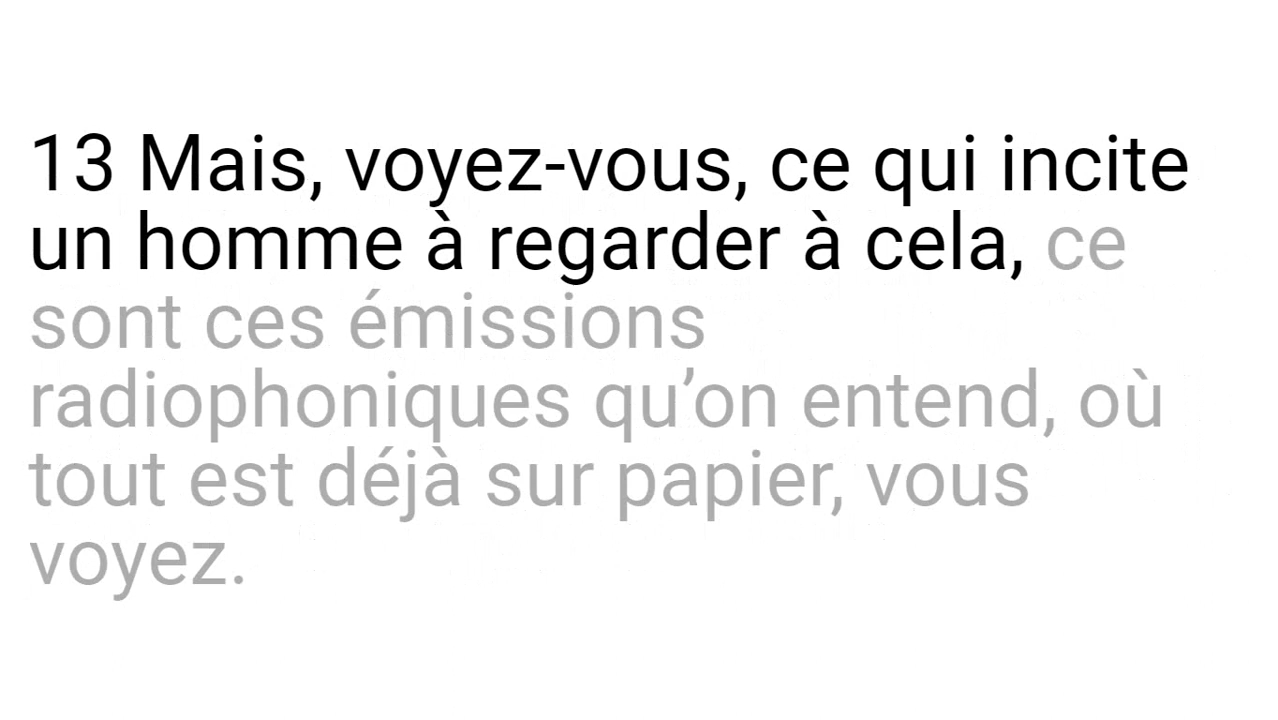 13 Mais, voyez-vous, ce qui incite
un homme à regarder à cela, ce
sont ces émissions
radiophoniques qu’on entend, où
tout est déjà sur papier, vous
voyez.